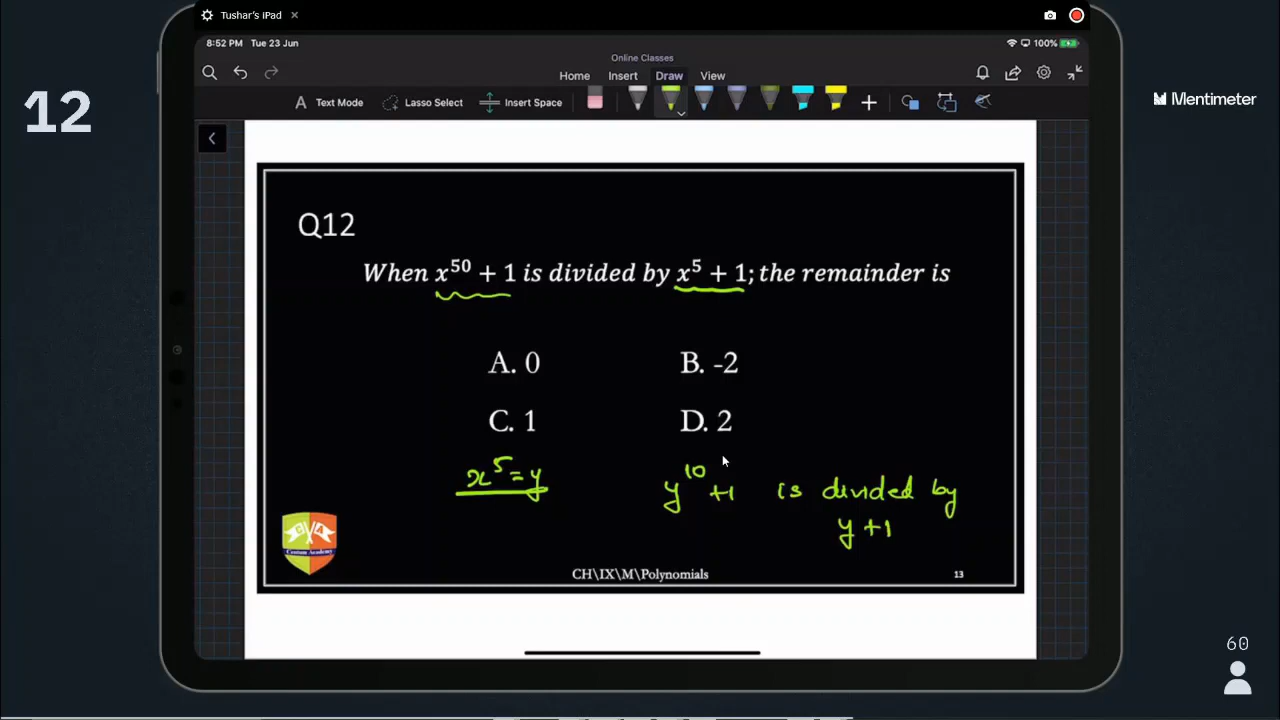 Tushar's iPad ×
8:52 PM Tue 23 Jun
100%
Online Classes
Home Insert Draw View
A Text Mode Lasso Select Insert Space
12
Mentimeter
Q12
When x⁵⁰ + 1 is divided by x⁵ + 1; the remainder is
A. 0 B. -2
C. 1 D. 2
x⁵ = y y¹⁰ +1 is divided by
y +1
CH\IX\M\Polynomials
13
60